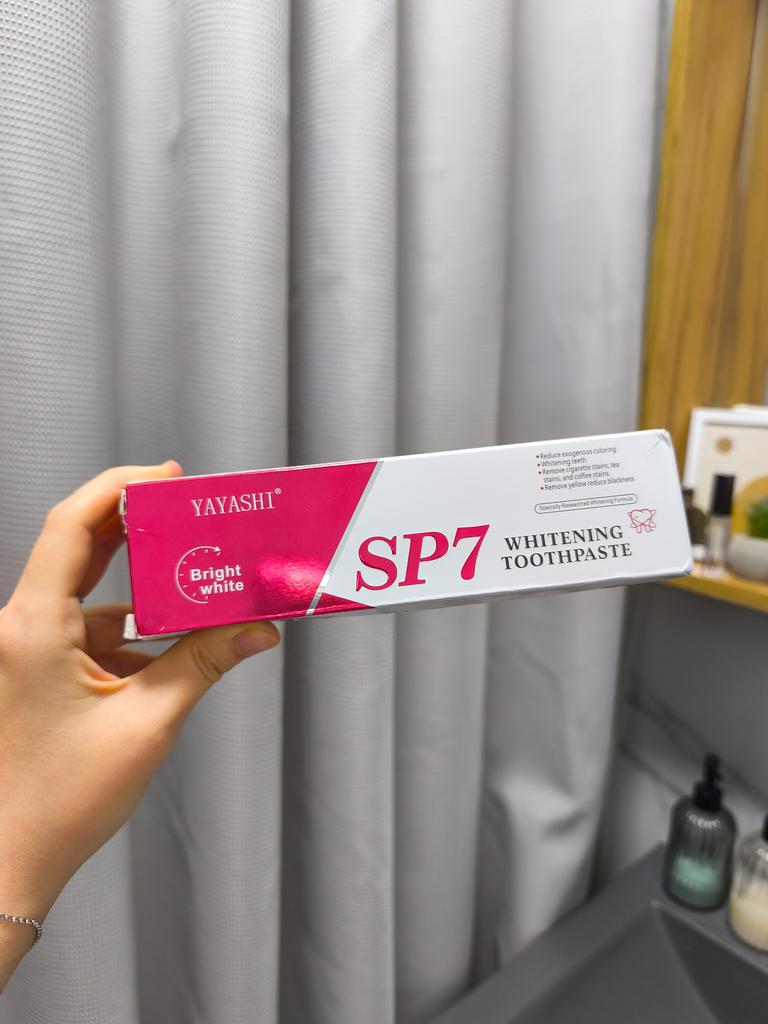 YAYASHI®
Bright
white
SP7
WHITENING
TOOTHPASTE
•Reduce exogenous coloring
•Whitening teeth
•Remove cigarette stains, tea
stains, and coffee stains
•Remove yellow reduce blackness
Specially Researched Whitening Formula